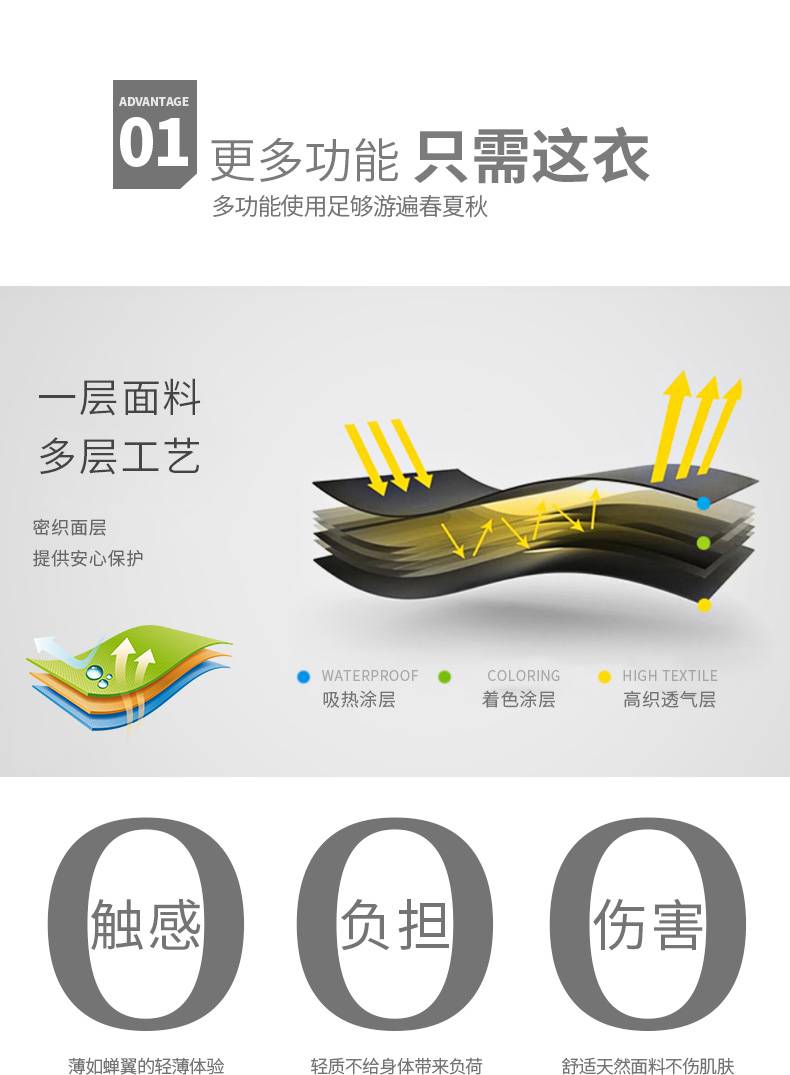 ADVANTAGE
01
更多功能 只需这衣
多功能使用足够游遍春夏秋
一层面料
多层工艺
密织面层
提供安心保护
WATERPROOF
吸热涂层
COLORING
着色涂层
HIGH TEXTILE
高织透气层
0触感
0负担
0伤害
薄如蝉翼的轻薄体验
轻质不给身体带来负荷
舒适天然面料不伤肌肤